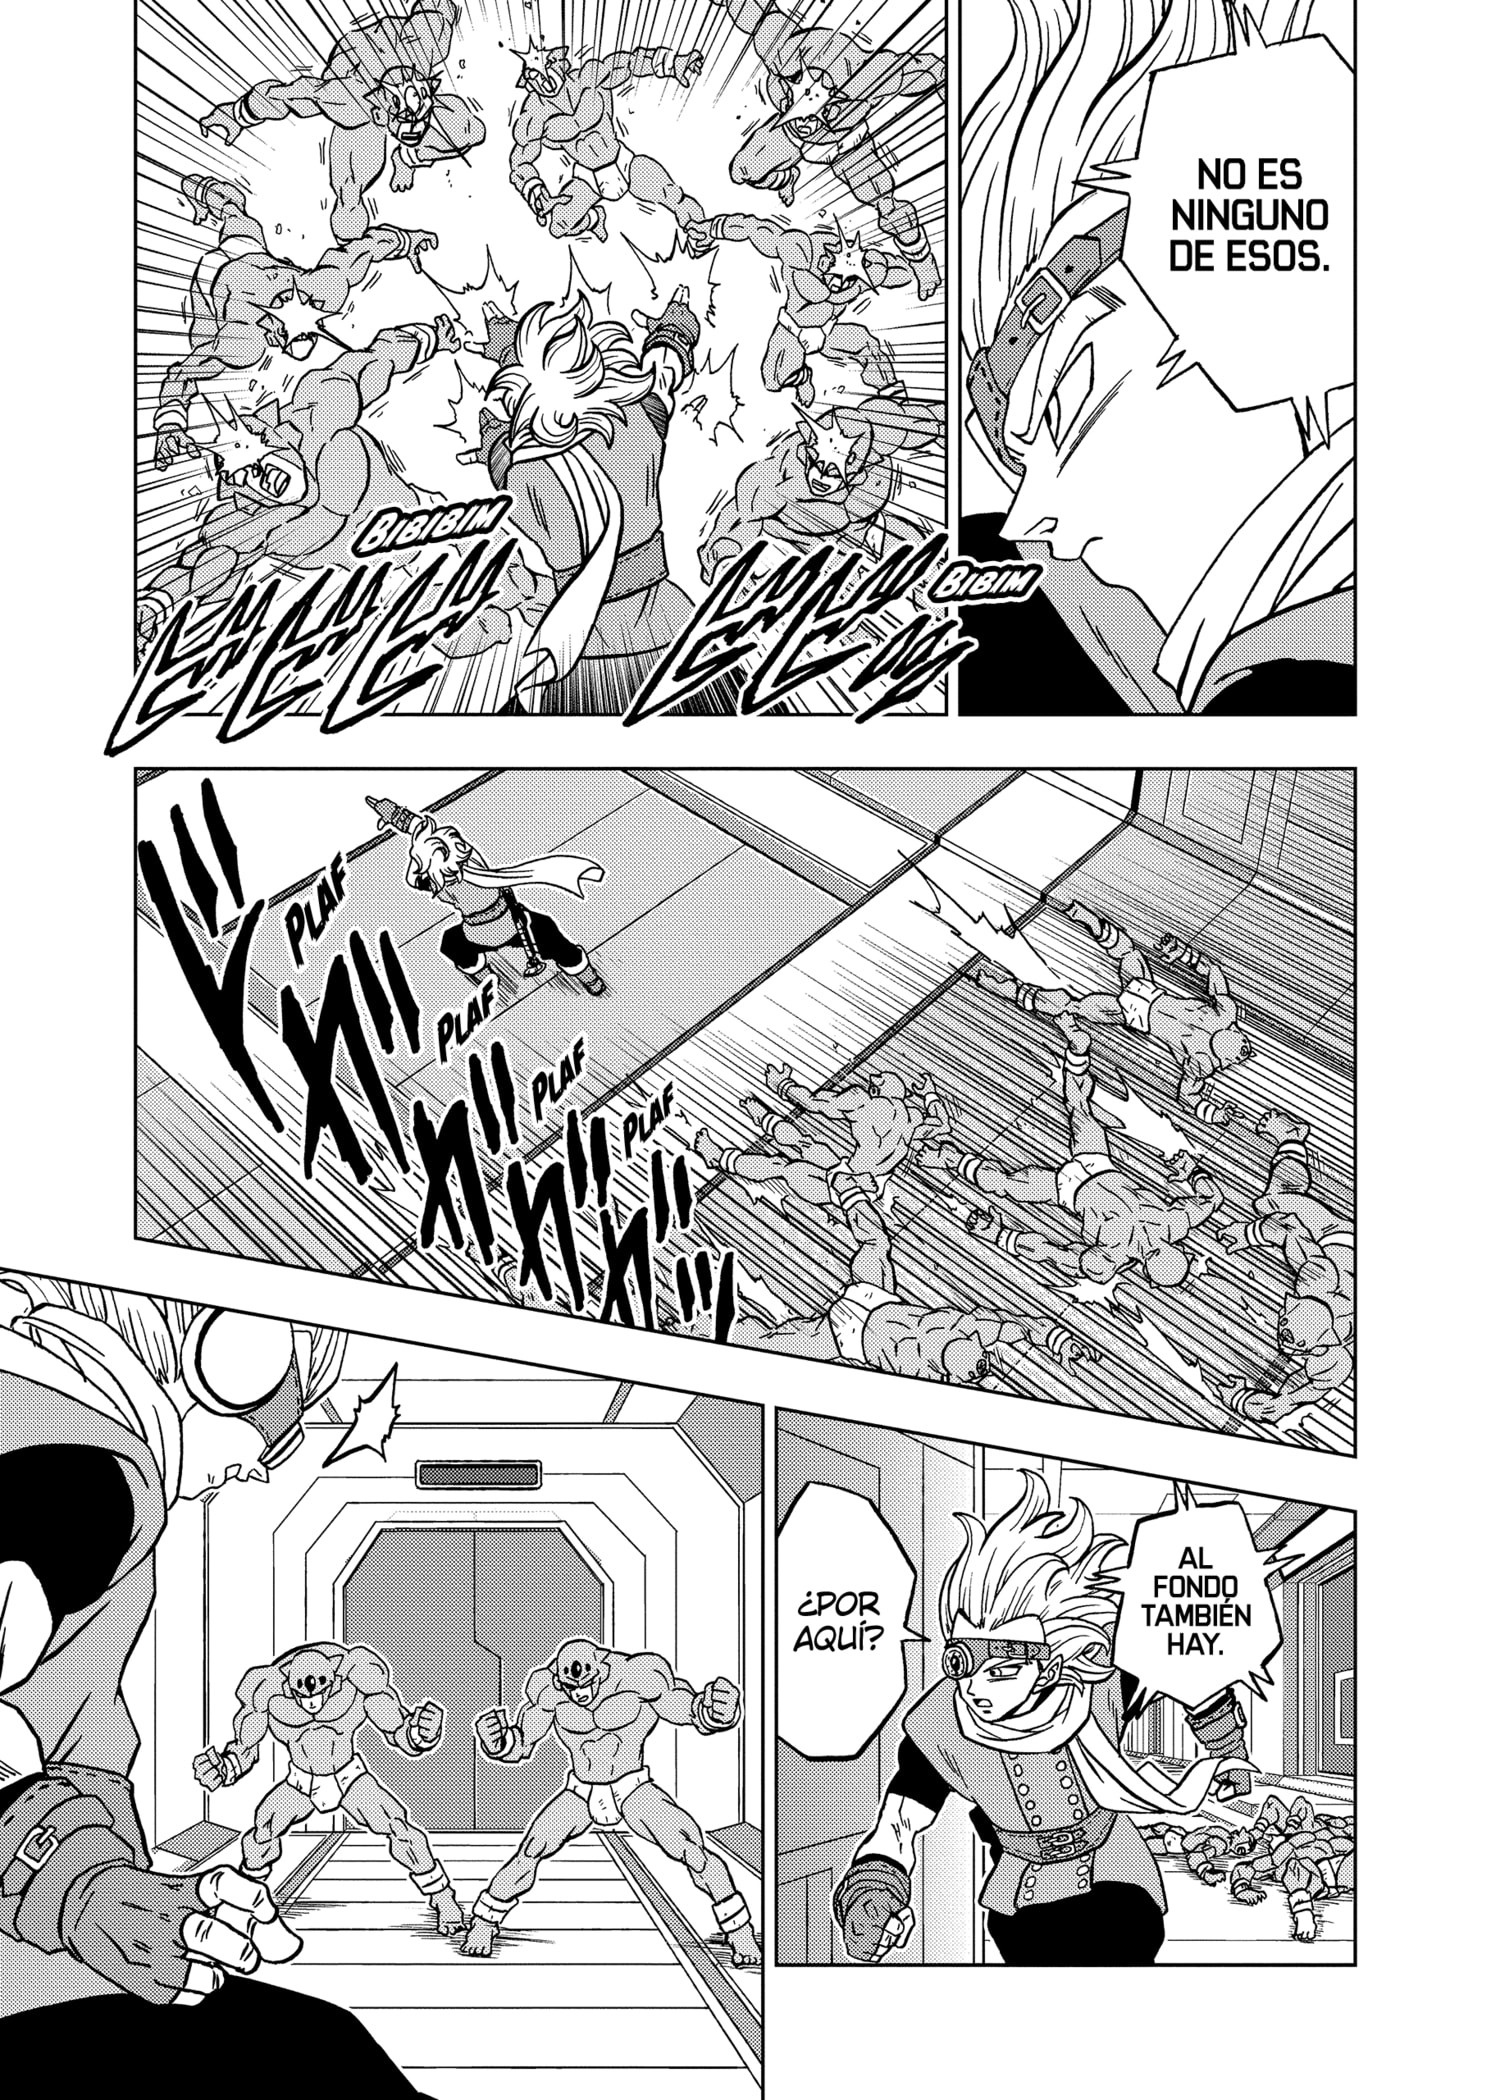 NO ES
NINGUNO
DE ESOS.
BIBIBIM
BIBIM
PLAF
PLAF
PLAF
PLAF
AL
FONDO
TAMBIÉN
HAY.
¿POR
AQUÍ?